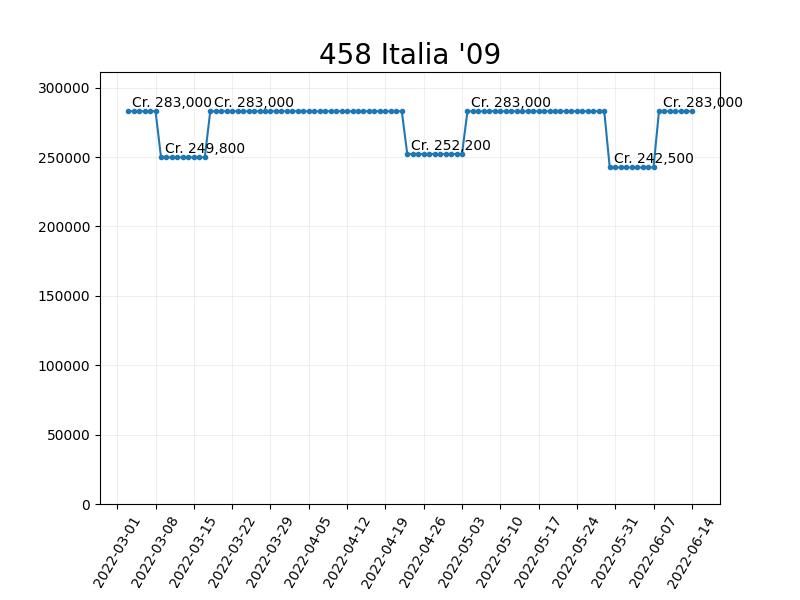 458 Italia '09
300000
250000
200000
150000
100000
50000
0
Cr. 283,000
Cr. 249,800
Cr. 283,000
Cr. 252,200
Cr. 283,000
Cr. 242,500
Cr. 283,000
2022-03-01
2022-03-08
2022-03-15
2022-03-22
2022-03-29
2022-04-05
2022-04-12
2022-04-19
2022-04-26
2022-05-03
2022-05-10
2022-05-17
2022-05-24
2022-05-31
2022-06-07
2022-06-14